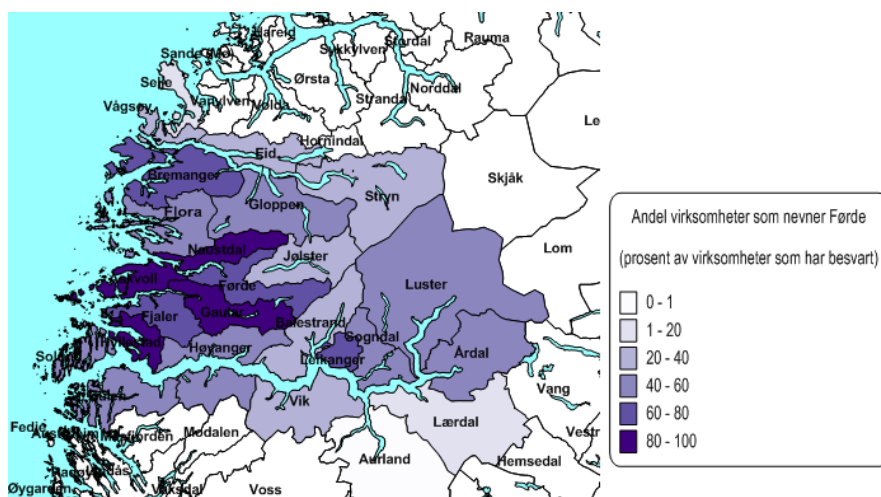 Hareid
Sande (Mø)
Sykkylven
Stordal
Rauma
Selje
Ørsta
Norddal
Vanylven
Volda
Stranda
Vågsøy
Le
Hornindal
Eid
Bremanger
Skjåk
Stryn
Gloppen
Flora
Naustdal
Lom
Jølster
Luster
Førde
Gaular
Fjaler
Balestrand
Sogndal
Hyllestad
Høyanger
Leikanger
Årdal
Vik
Vang
Lærdal
Fedje
Modalen
Aurland
Hemsedal
Vestr
Øygarden
Vaksdal
Voss
Andel virksomheter som nevner Førde
(prosent av virksomheter som har besvart)
0 - 1
1 - 20
20 - 40
40 - 60
60 - 80
80 - 100